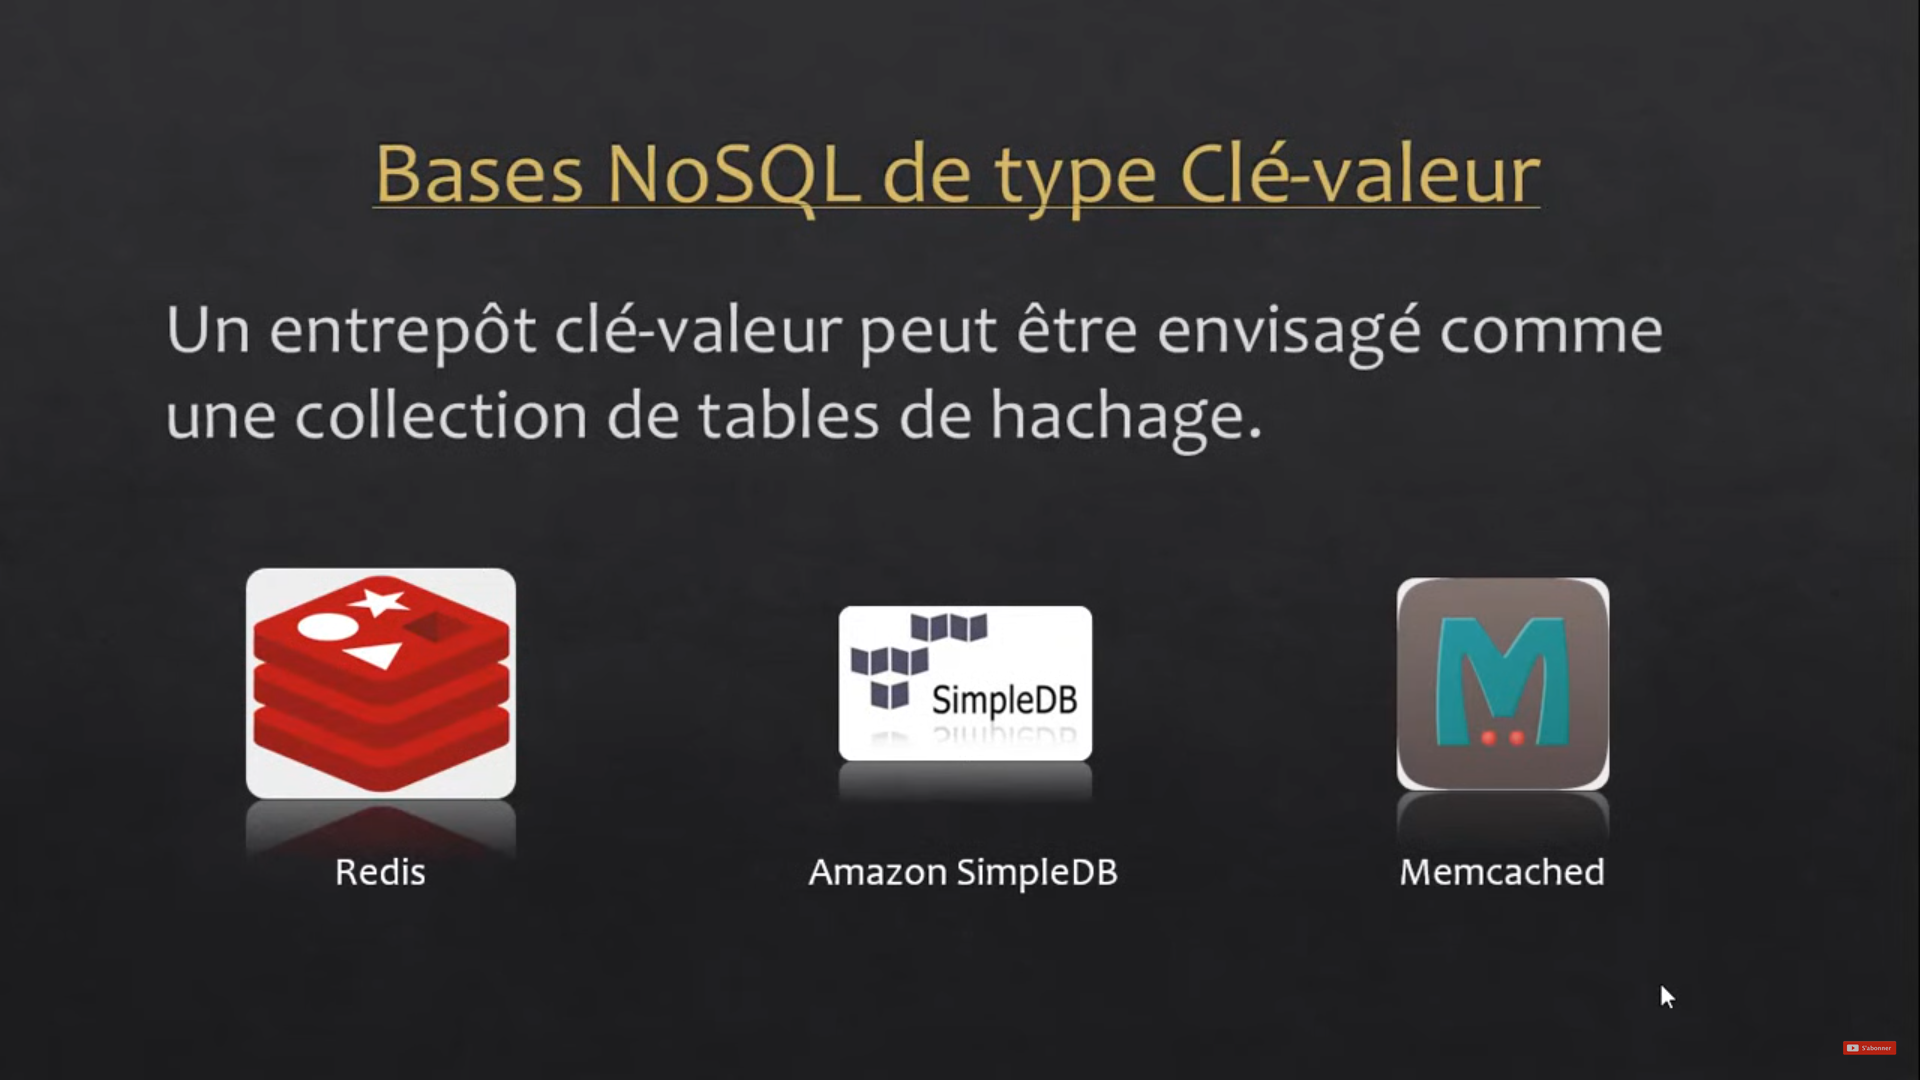 Bases NoSQL de type Clé-valeur
Un entrepôt clé-valeur peut être envisagé comme
une collection de tables de hachage.
SimpleDB
Redis
Amazon SimpleDB
Memcached
S'abonner